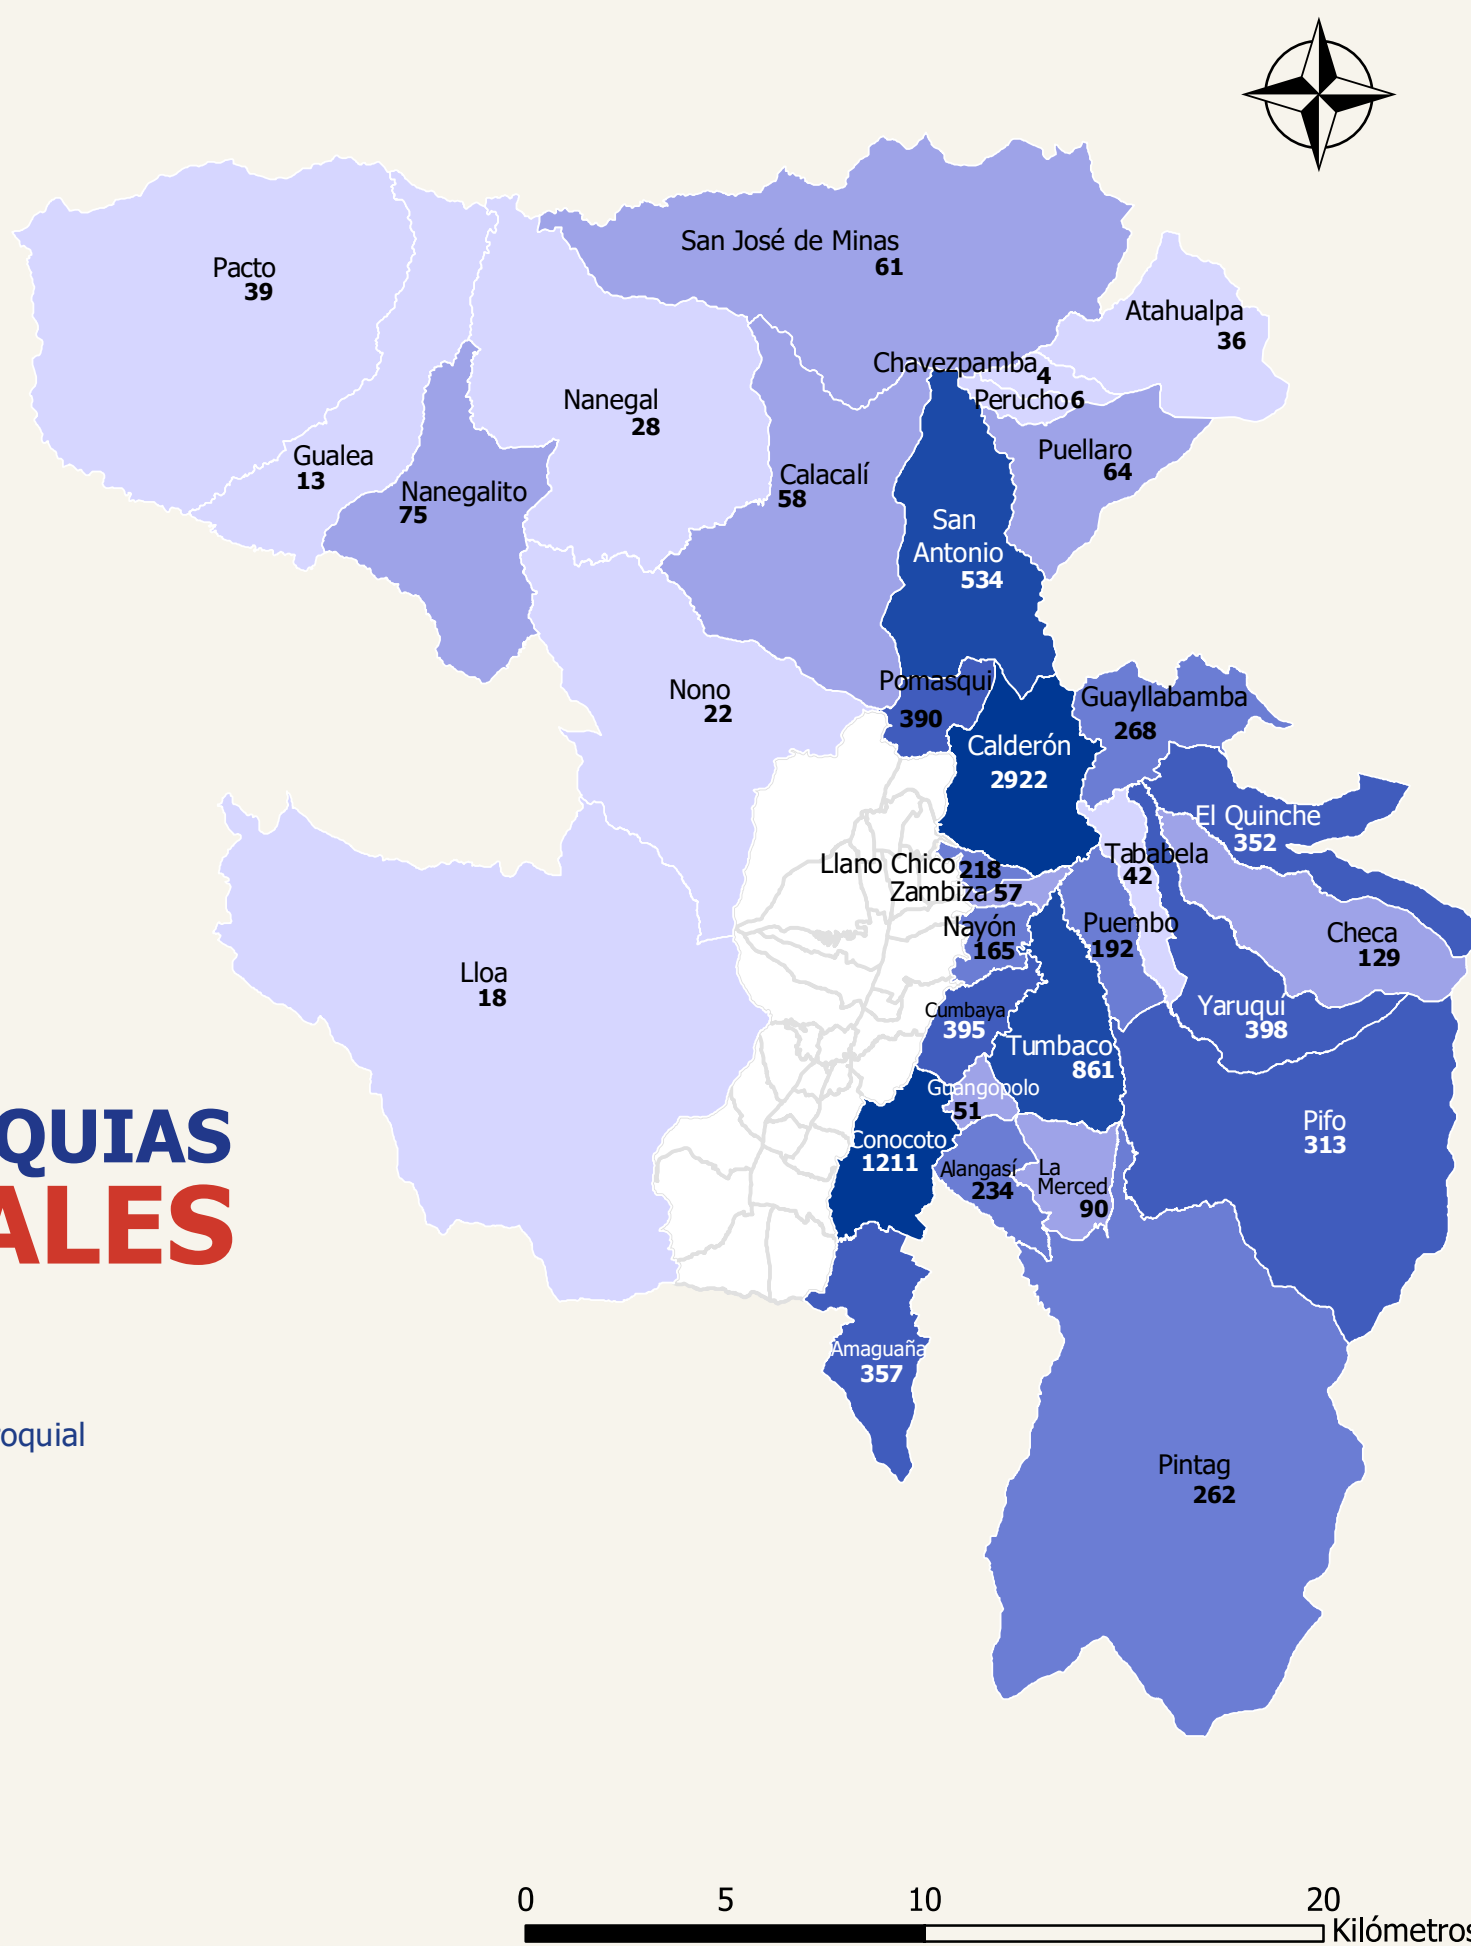 San José de Minas
61
Pacto
39
Atahualpa
36
Chavezpamba
4
Perucho 6
Nanegal
28
Puellaro
64
Gualea
13
Calacalí
58
Nanegalito
75
San
Antonio
534
Pomasqui
390
Nono
22
Guayllabamba
268
Calderón
2922
El Quinche
352
Llano Chico 218
Tababela
42
Zambiza 57
Nayón
165
Puembo
192
Checa
129
Lloa
18
Cumbaya
395
Yaruquí
398
Tumbaco
861
Guangopolo
51
QUIAS
ALES
Pifo
313
Conocoto
1211
Alangasí
234
La
Merced
90
Amaguaña
357
oquial
Pintag
262
0 5 10 20
Kilómetros